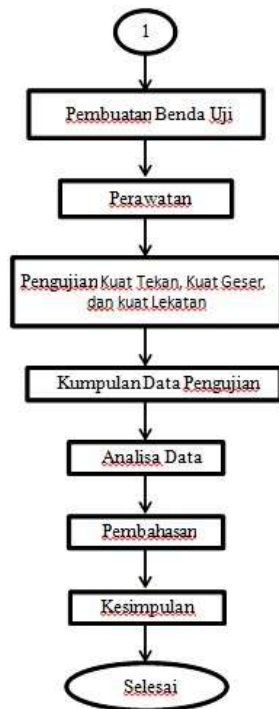 1
Pembuatan Benda Uji
Perawatan
Pengujian Kuat Tekan, Kuat Geser,
dan kuat Lekatan
Kumpulan Data Pengujian
Analisa Data
Pembahasan
Kesimpulan
Selesai